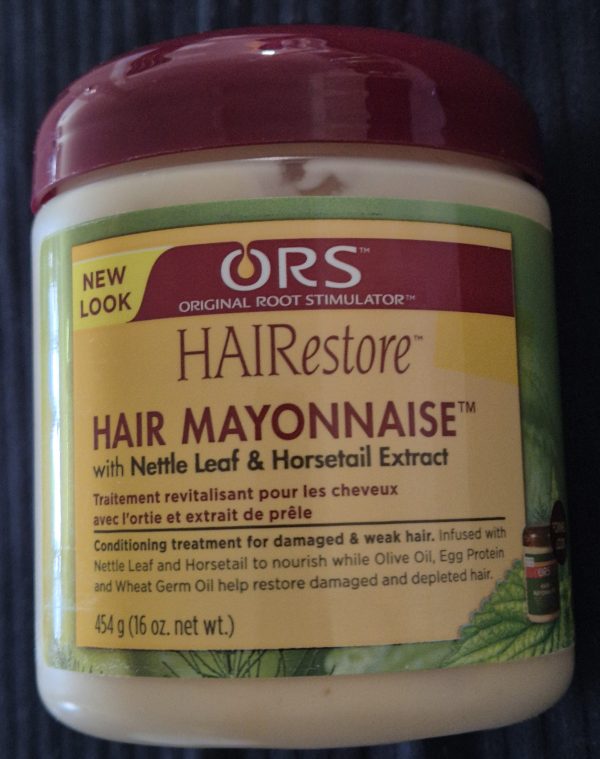 NEW
LOOK
ORS™
ORIGINAL ROOT STIMULATOR™
HAIRestore™
HAIR MAYONNAISE™
with Nettle Leaf & Horsetail Extract
Traitement revitalisant pour les cheveux
avec l'ortie et extrait de prêle
Conditioning treatment for damaged & weak hair. Infused with
Nettle Leaf and Horsetail to nourish while Olive Oil, Egg Protein
and Wheat Germ Oil help restore damaged and depleted hair.
454 g (16 oz. net wt.)
ORS